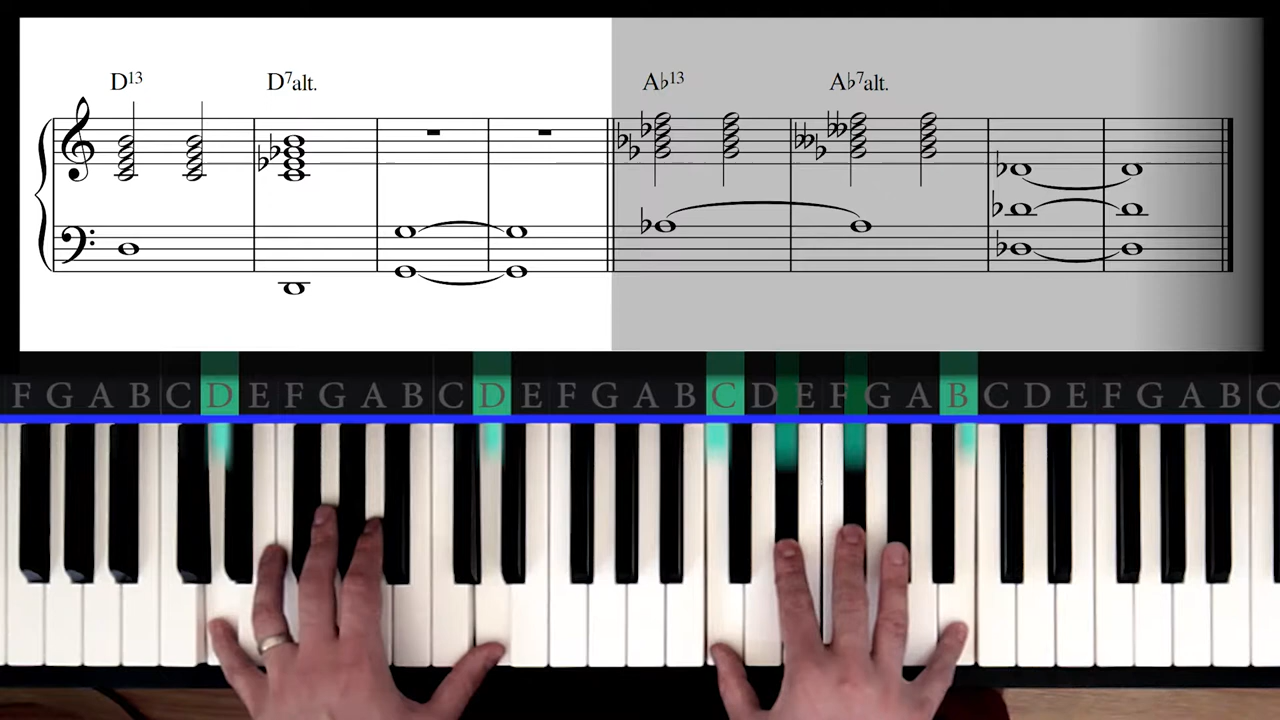 D13 D7alt. A♭13 A♭7alt.
F G A B C D E F G A B C D E F G A B C D E F G A B C D E F G A B C